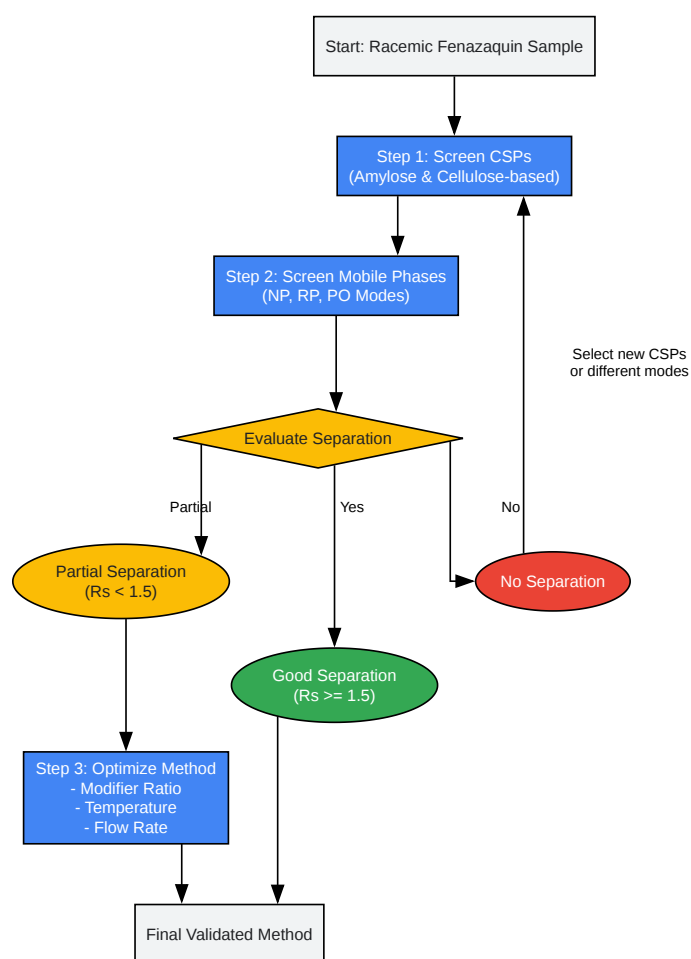 Start: Racemic Fenazaquin Sample
Step 1: Screen CSPs
(Amylose & Cellulose-based)
Step 2: Screen Mobile Phases
(NP, RP, PO Modes)
Select new CSPs
or different modes
Evaluate Separation
Partial
Yes
No
Partial Separation
(Rs < 1.5)
No Separation
Good Separation
(Rs >= 1.5)
Step 3: Optimize Method
- Modifier Ratio
- Temperature
- Flow Rate
Final Validated Method